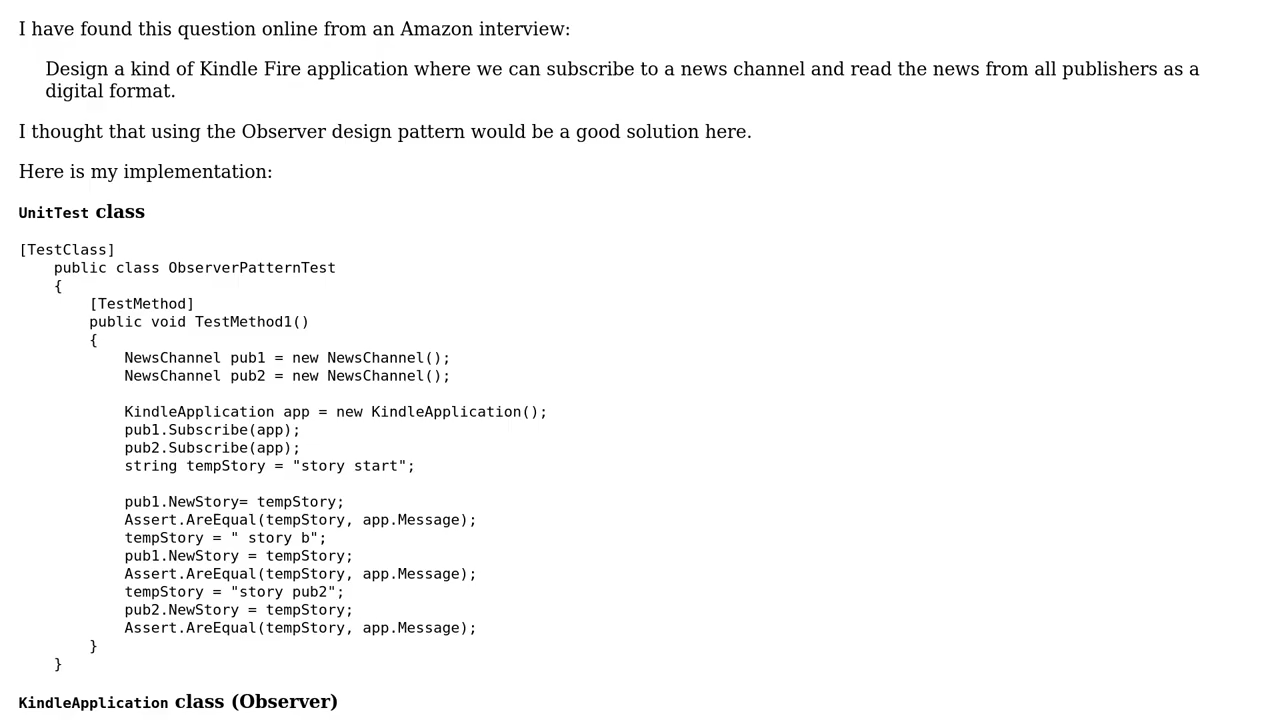 I have found this question online from an Amazon interview:
Design a kind of Kindle Fire application where we can subscribe to a news channel and read the news from all publishers as a
digital format.
I thought that using the Observer design pattern would be a good solution here.
Here is my implementation:
UnitTest class
[TestClass]
    public class ObserverPatternTest
    {
        [TestMethod]
        public void TestMethod1()
        {
            NewsChannel pub1 = new NewsChannel();
            NewsChannel pub2 = new NewsChannel();

            KindleApplication app = new KindleApplication();
            pub1.Subscribe(app);
            pub2.Subscribe(app);
            string tempStory = "story start";

            pub1.NewStory= tempStory;
            Assert.AreEqual(tempStory, app.Message);
            tempStory = " story b";
            pub1.NewStory = tempStory;
            Assert.AreEqual(tempStory, app.Message);
            tempStory = "story pub2";
            pub2.NewStory = tempStory;
            Assert.AreEqual(tempStory, app.Message);
        }
    }
KindleApplication class (Observer)